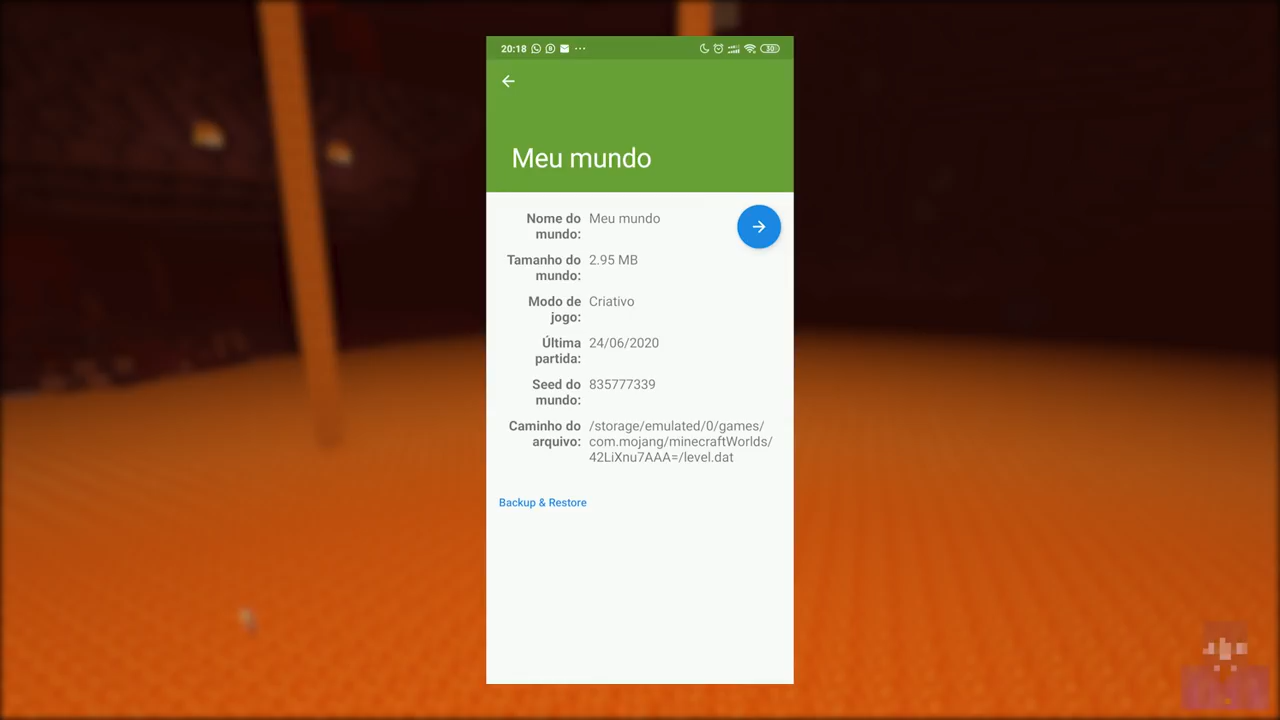 20:18
30
Meu mundo
Nome do
mundo:
Meu mundo
Tamanho do
mundo:
2.95 MB
Modo de
jogo:
Criativo
Última
partida:
24/06/2020
Seed do
mundo:
835777339
Caminho do
arquivo:
/storage/emulated/0/games/
com.mojang/minecraftWorlds/
42LiXnu7AAA=/level.dat
Backup & Restore